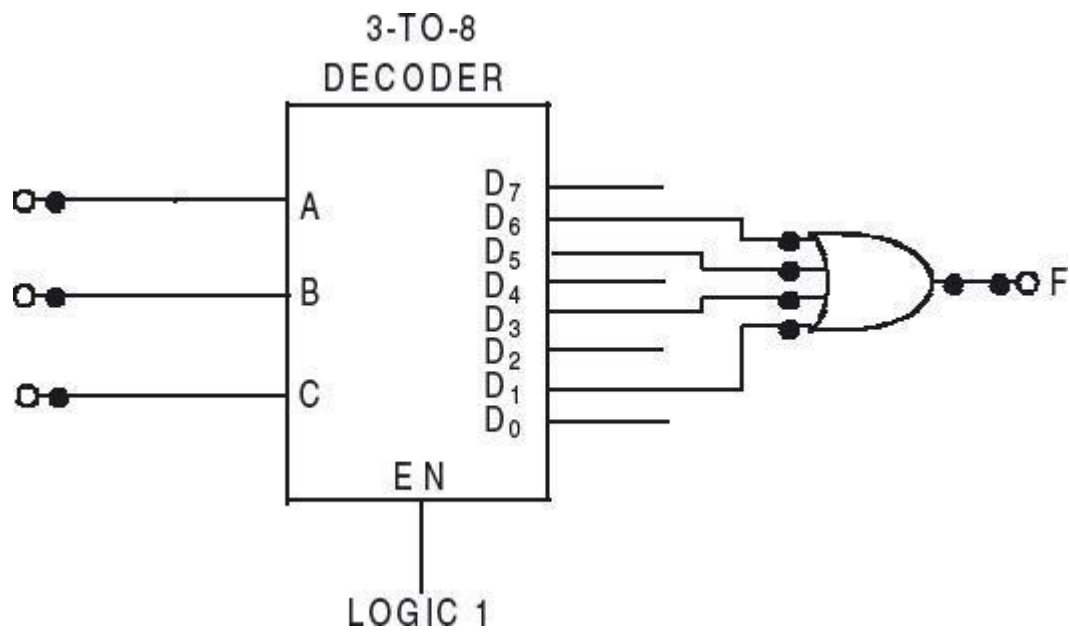 3-TO-8
DECODER
A
B
C
D₇
D₆
D₅
D₄
D₃
D₂
D₁
D₀
F
EN
LOGIC 1